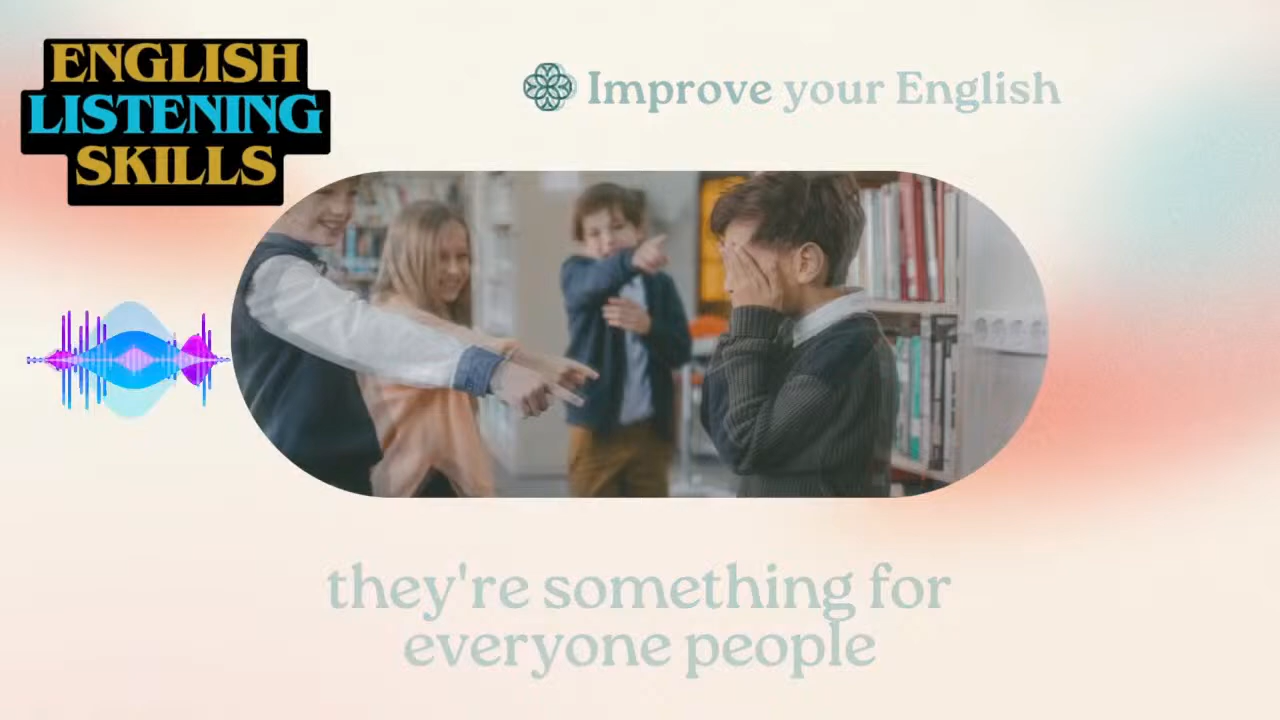 ENGLISH
LISTENING
SKILLS
Improve your English
they're something for
everyone people